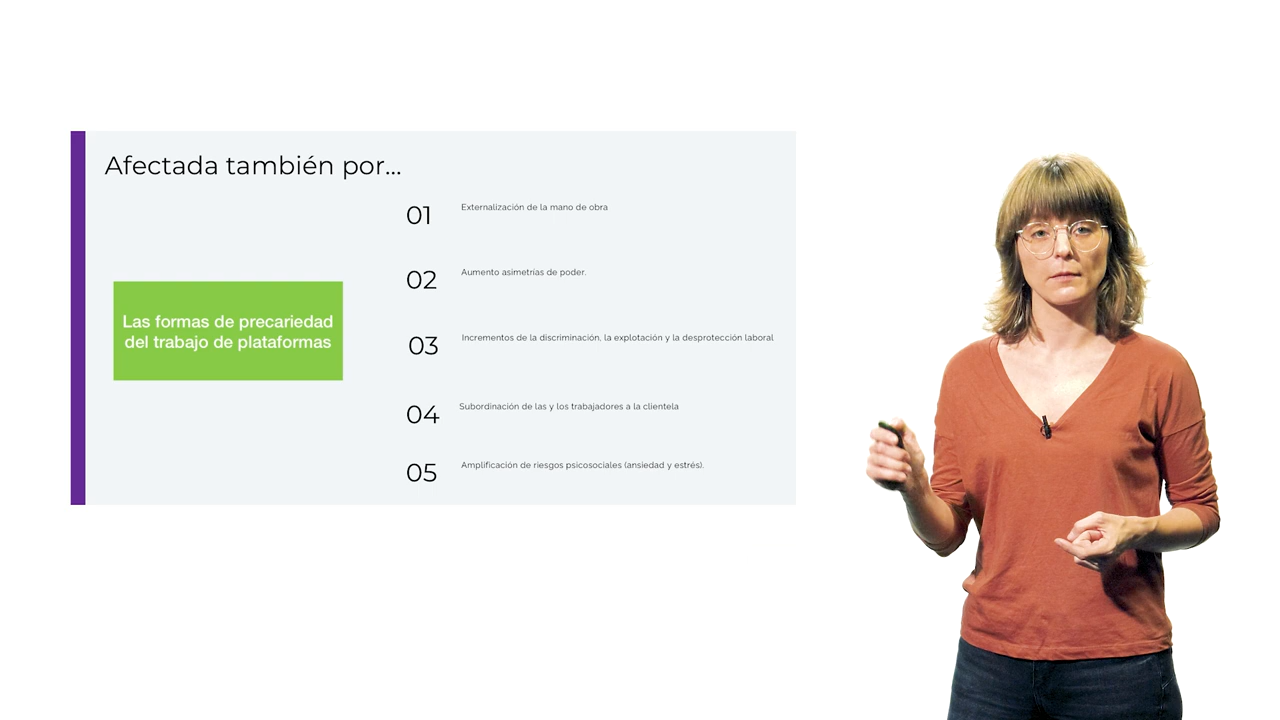 Afectada también por...
Las formas de precariedad
del trabajo de plataformas
01
Externalización de la mano de obra
02
Aumento asimetrías de poder.
03
Incrementos de la discriminación, la explotación y la desprotección laboral
04
Subordinación de las y los trabajadores a la clientela
05
Amplificación de riesgos psicosociales (ansiedad y estrés).